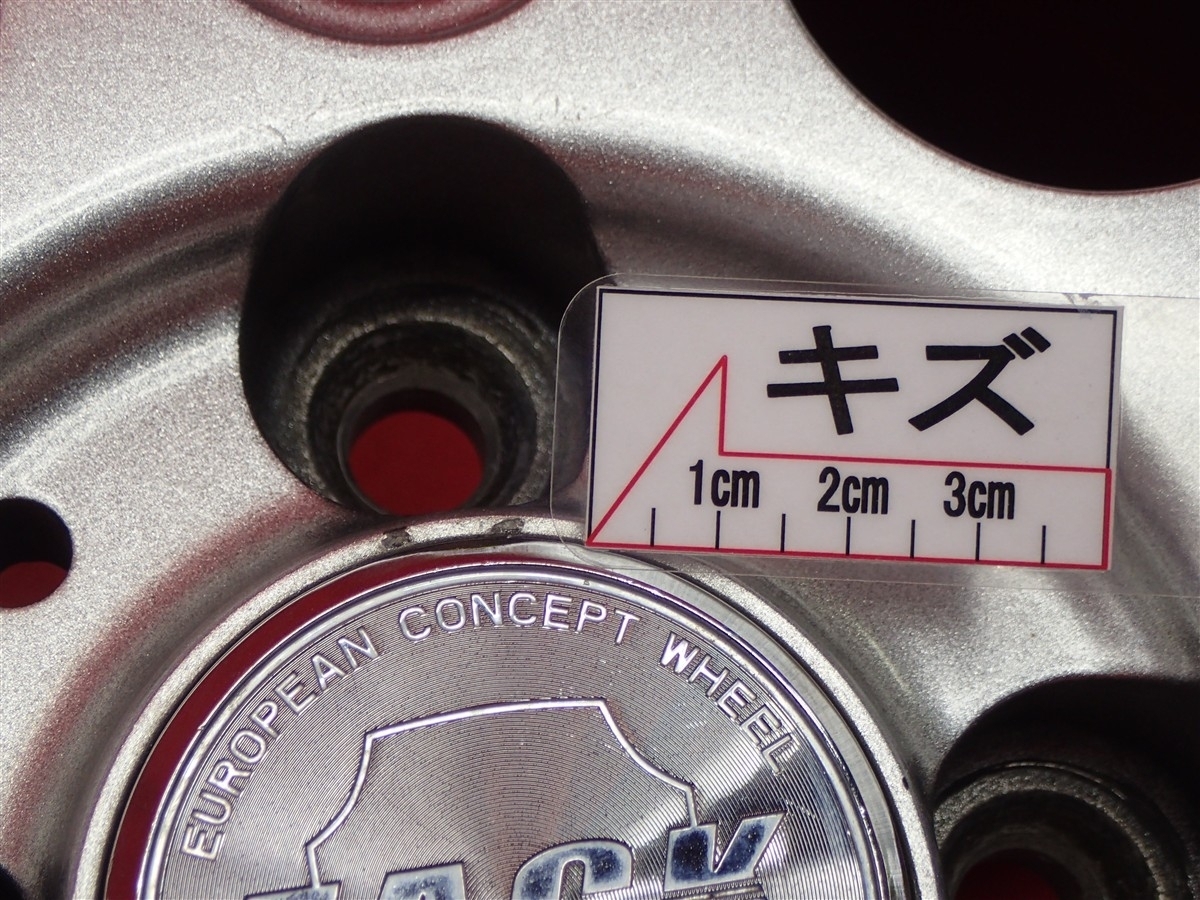 キズ
1cm 2cm 3cm
EUROPEAN CONCEPT WHEEL